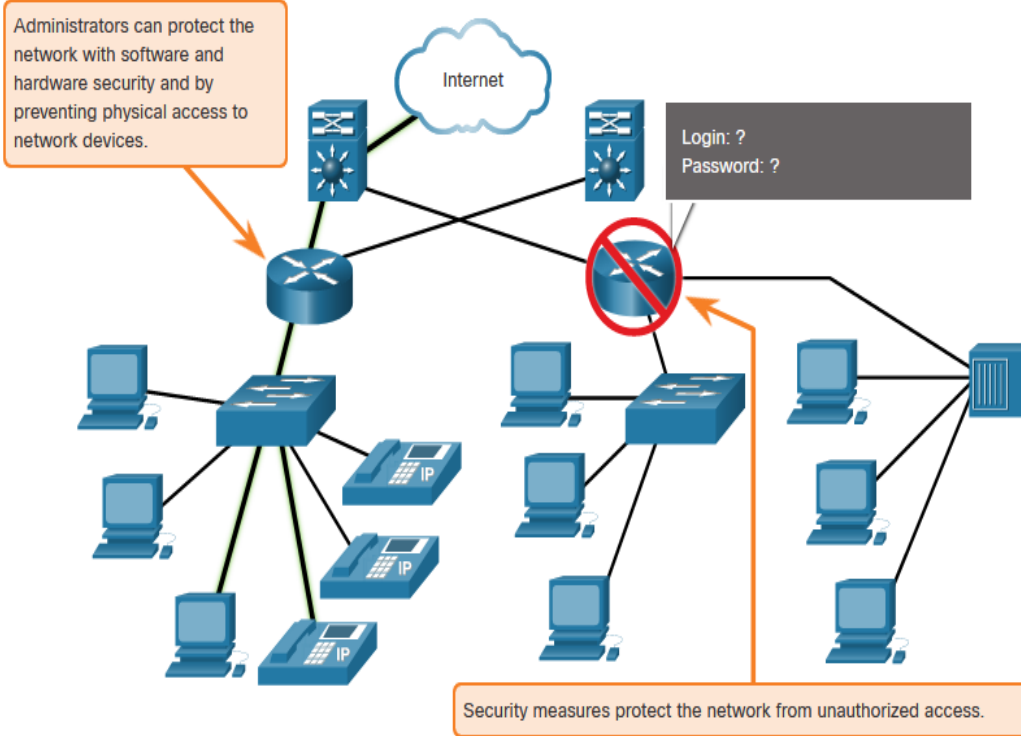 Administrators can protect the
network with software and
hardware security and by
preventing physical access to
network devices.
Internet
Login: ?
Password: ?
IP
IP
IP
Security measures protect the network from unauthorized access.